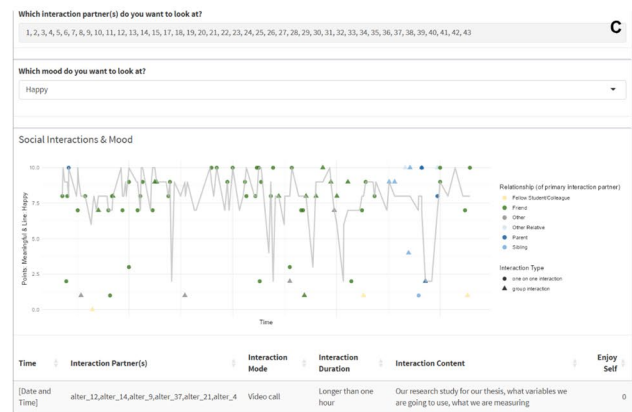 Which interaction partner(s) do you want to look at?
C
1, 2, 3, 4, 5, 6, 7, 8, 9, 10, 11, 12, 13, 14, 15, 17, 18, 19, 20, 21, 22, 23, 24, 25, 26, 27, 28, 29, 30, 31, 32, 33, 34, 35, 36, 37, 38, 39, 40, 41, 42, 43
Which mood do you want to look at?
Happy
Social Interactions & Mood
Points: Meaningful & Line: Happy
10.0
7.5
5.0
2.5
0.0
Time
Relationship (of primary interaction partner)
Fellow Student/Colleague
Friend
Other
Other Relative
Parent
Sibling
Interaction Type
one on one interaction
group interaction
Time Interaction Partner(s) Interaction Mode Interaction Duration Interaction Content Enjoy Self
[Date and Time] alter_12,alter_14,alter_9,alter_37,alter_21,alter_4 Video call Longer than one hour Our research study for our thesis, what variables we are going to use, what we are measuring 0